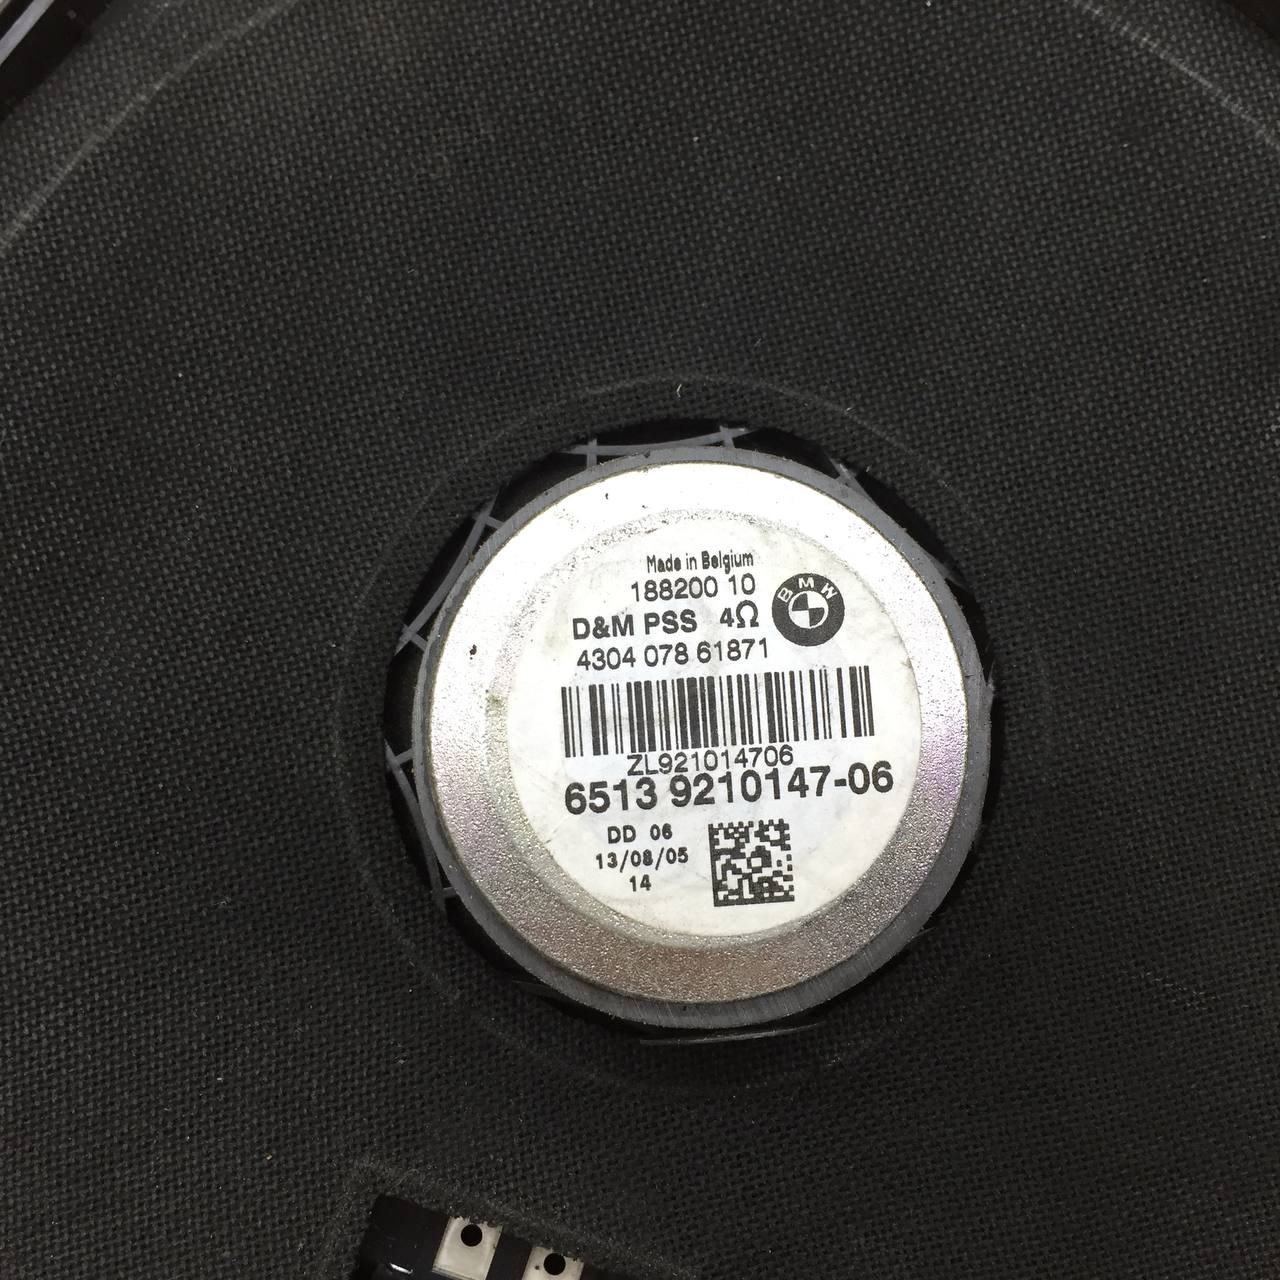 Made in Belgium
188200 10
D&M PSS 4Ω
BMW
4304 078 61871
ZL921014706
6513 9210147-06
DD 06
13/08/05
14